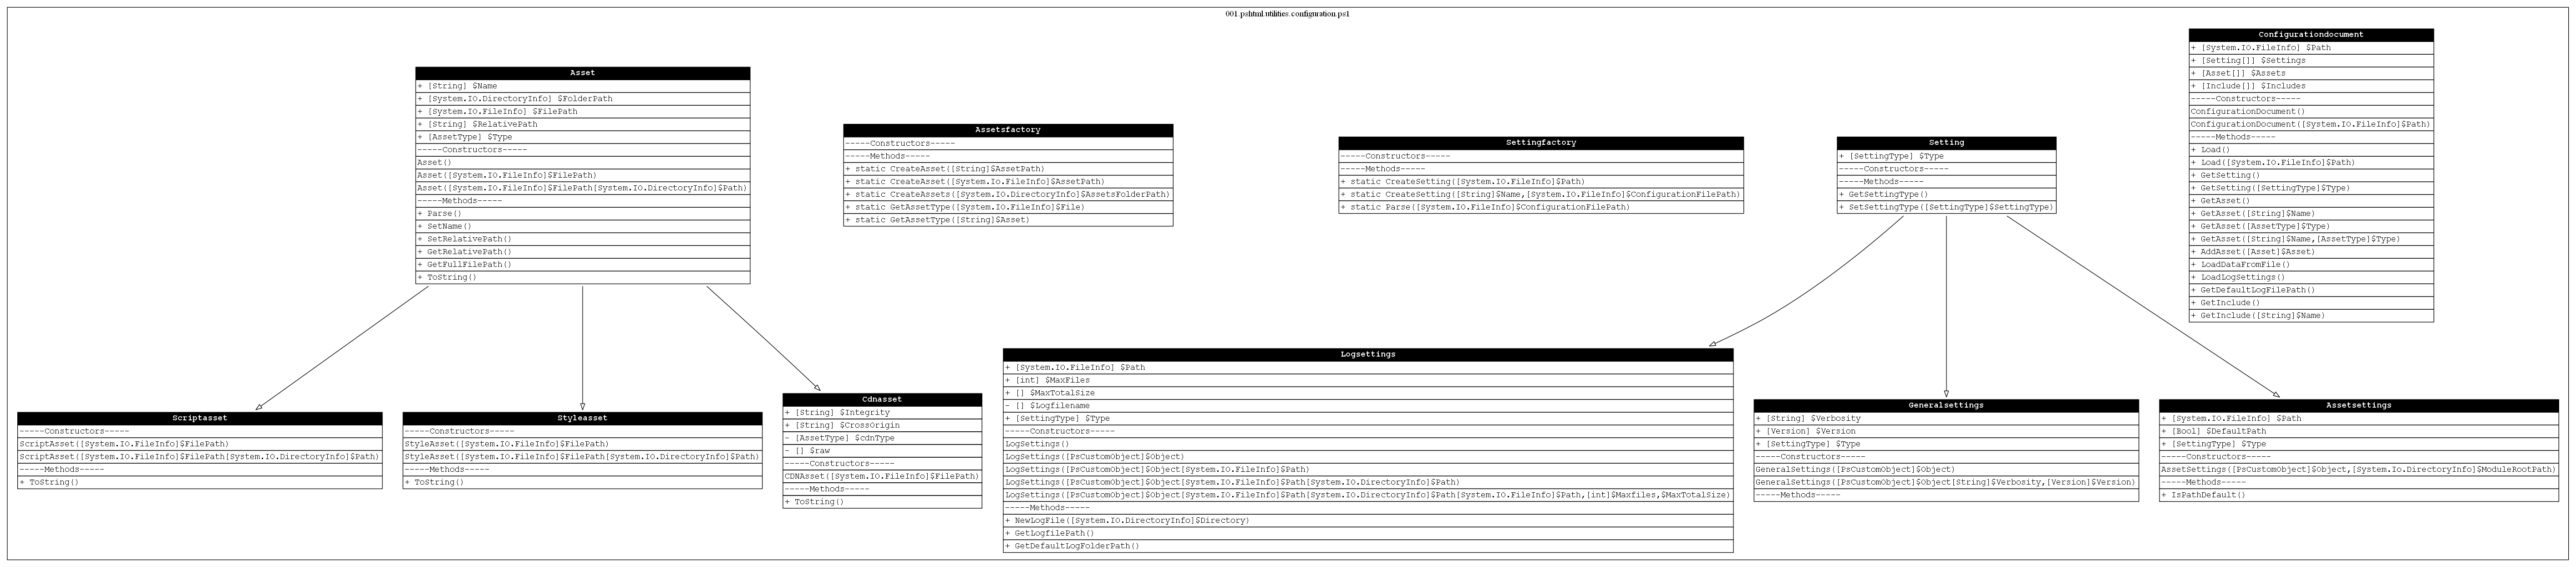 001.pshtml.utilities.configuration.ps1
Asset
+ [String] $Name
+ [System.IO.DirectoryInfo] $FolderPath
+ [System.IO.FileInfo] $FilePath
+ [String] $RelativePath
+ [AssetType] $Type
-----Constructors-----
Asset()
Asset([System.IO.FileInfo]$FilePath)
Asset([System.IO.FileInfo]$FilePath[System.IO.DirectoryInfo]$Path)
-----Methods-----
+ Parse()
+ SetName()
+ SetRelativePath()
+ GetRelativePath()
+ GetFullFilePath()
+ ToString()
Assetsfactory
-----Constructors-----
-----Methods-----
+ static CreateAsset([String]$AssetPath)
+ static CreateAsset([System.IO.FileInfo]$AssetPath)
+ static CreateAssets([System.IO.DirectoryInfo]$AssetsFolderPath)
+ static GetAssetType([System.IO.FileInfo]$File)
+ static GetAssetType([String]$Asset)
Settingfactory
-----Constructors-----
-----Methods-----
+ static CreateSetting([System.IO.FileInfo]$Path)
+ static CreateSetting([String]$Name,[System.IO.FileInfo]$ConfigurationFilePath)
+ static Parse([System.IO.FileInfo]$ConfigurationFilePath)
Setting
+ [SettingType] $Type
-----Constructors-----
-----Methods-----
+ GetSettingType()
+ SetSettingType([SettingType]$SettingType)
Configurationdocument
+ [System.IO.FileInfo] $Path
+ [Setting[]] $Settings
+ [Asset[]] $Assets
+ [Include[]] $Includes
-----Constructors-----
ConfigurationDocument()
ConfigurationDocument([System.IO.FileInfo]$Path)
-----Methods-----
+ Load()
+ Load([System.IO.FileInfo]$Path)
+ GetSetting()
+ GetSetting([SettingType]$Type)
+ GetAsset()
+ GetAsset([String]$Name)
+ GetAsset([AssetType]$Type)
+ GetAsset([String]$Name,[AssetType]$Type)
+ AddAsset([Asset]$Asset)
+ LoadDataFromFile()
+ LoadLogSettings()
+ GetDefaultLogFilePath()
+ GetInclude()
+ GetInclude([String]$Name)
Scriptasset
-----Constructors-----
ScriptAsset([System.IO.FileInfo]$FilePath)
ScriptAsset([System.IO.FileInfo]$FilePath[System.IO.DirectoryInfo]$Path)
-----Methods-----
+ ToString()
Styleasset
-----Constructors-----
StyleAsset([System.IO.FileInfo]$FilePath)
StyleAsset([System.IO.FileInfo]$FilePath[System.IO.DirectoryInfo]$Path)
-----Methods-----
+ ToString()
Cdnasset
+ [String] $Integrity
+ [String] $CrossOrigin
- [AssetType] $cdnType
- [] $raw
-----Constructors-----
CDNAsset([System.IO.FileInfo]$FilePath)
-----Methods-----
+ ToString()
Logsettings
+ [System.IO.FileInfo] $Path
+ [int] $MaxFiles
+ [] $MaxTotalSize
- [] $Logfilename
+ [SettingType] $Type
-----Constructors-----
LogSettings()
LogSettings([PsCustomObject]$Object)
LogSettings([PsCustomObject]$Object[System.IO.FileInfo]$Path)
LogSettings([PsCustomObject]$Object[System.IO.FileInfo]$Path[System.IO.DirectoryInfo]$Path)
LogSettings([PsCustomObject]$Object[System.IO.FileInfo]$Path[System.IO.DirectoryInfo]$Path[System.IO.FileInfo]$Path,[int]$Maxfiles,$MaxTotalSize)
-----Methods-----
+ NewLogFile([System.IO.DirectoryInfo]$Directory)
+ GetLogfilePath()
+ GetDefaultLogFolderPath()
Generalsettings
+ [String] $Verbosity
+ [Version] $Version
+ [SettingType] $Type
-----Constructors-----
GeneralSettings([PsCustomObject]$Object)
GeneralSettings([PsCustomObject]$Object[String]$Verbosity,[Version]$Version)
-----Methods-----
Assetsettings
+ [System.IO.FileInfo] $Path
+ [Bool] $DefaultPath
+ [SettingType] $Type
-----Constructors-----
AssetSettings([PsCustomObject]$Object,[System.IO.DirectoryInfo]$ModuleRootPath)
-----Methods-----
+ IsPathDefault()